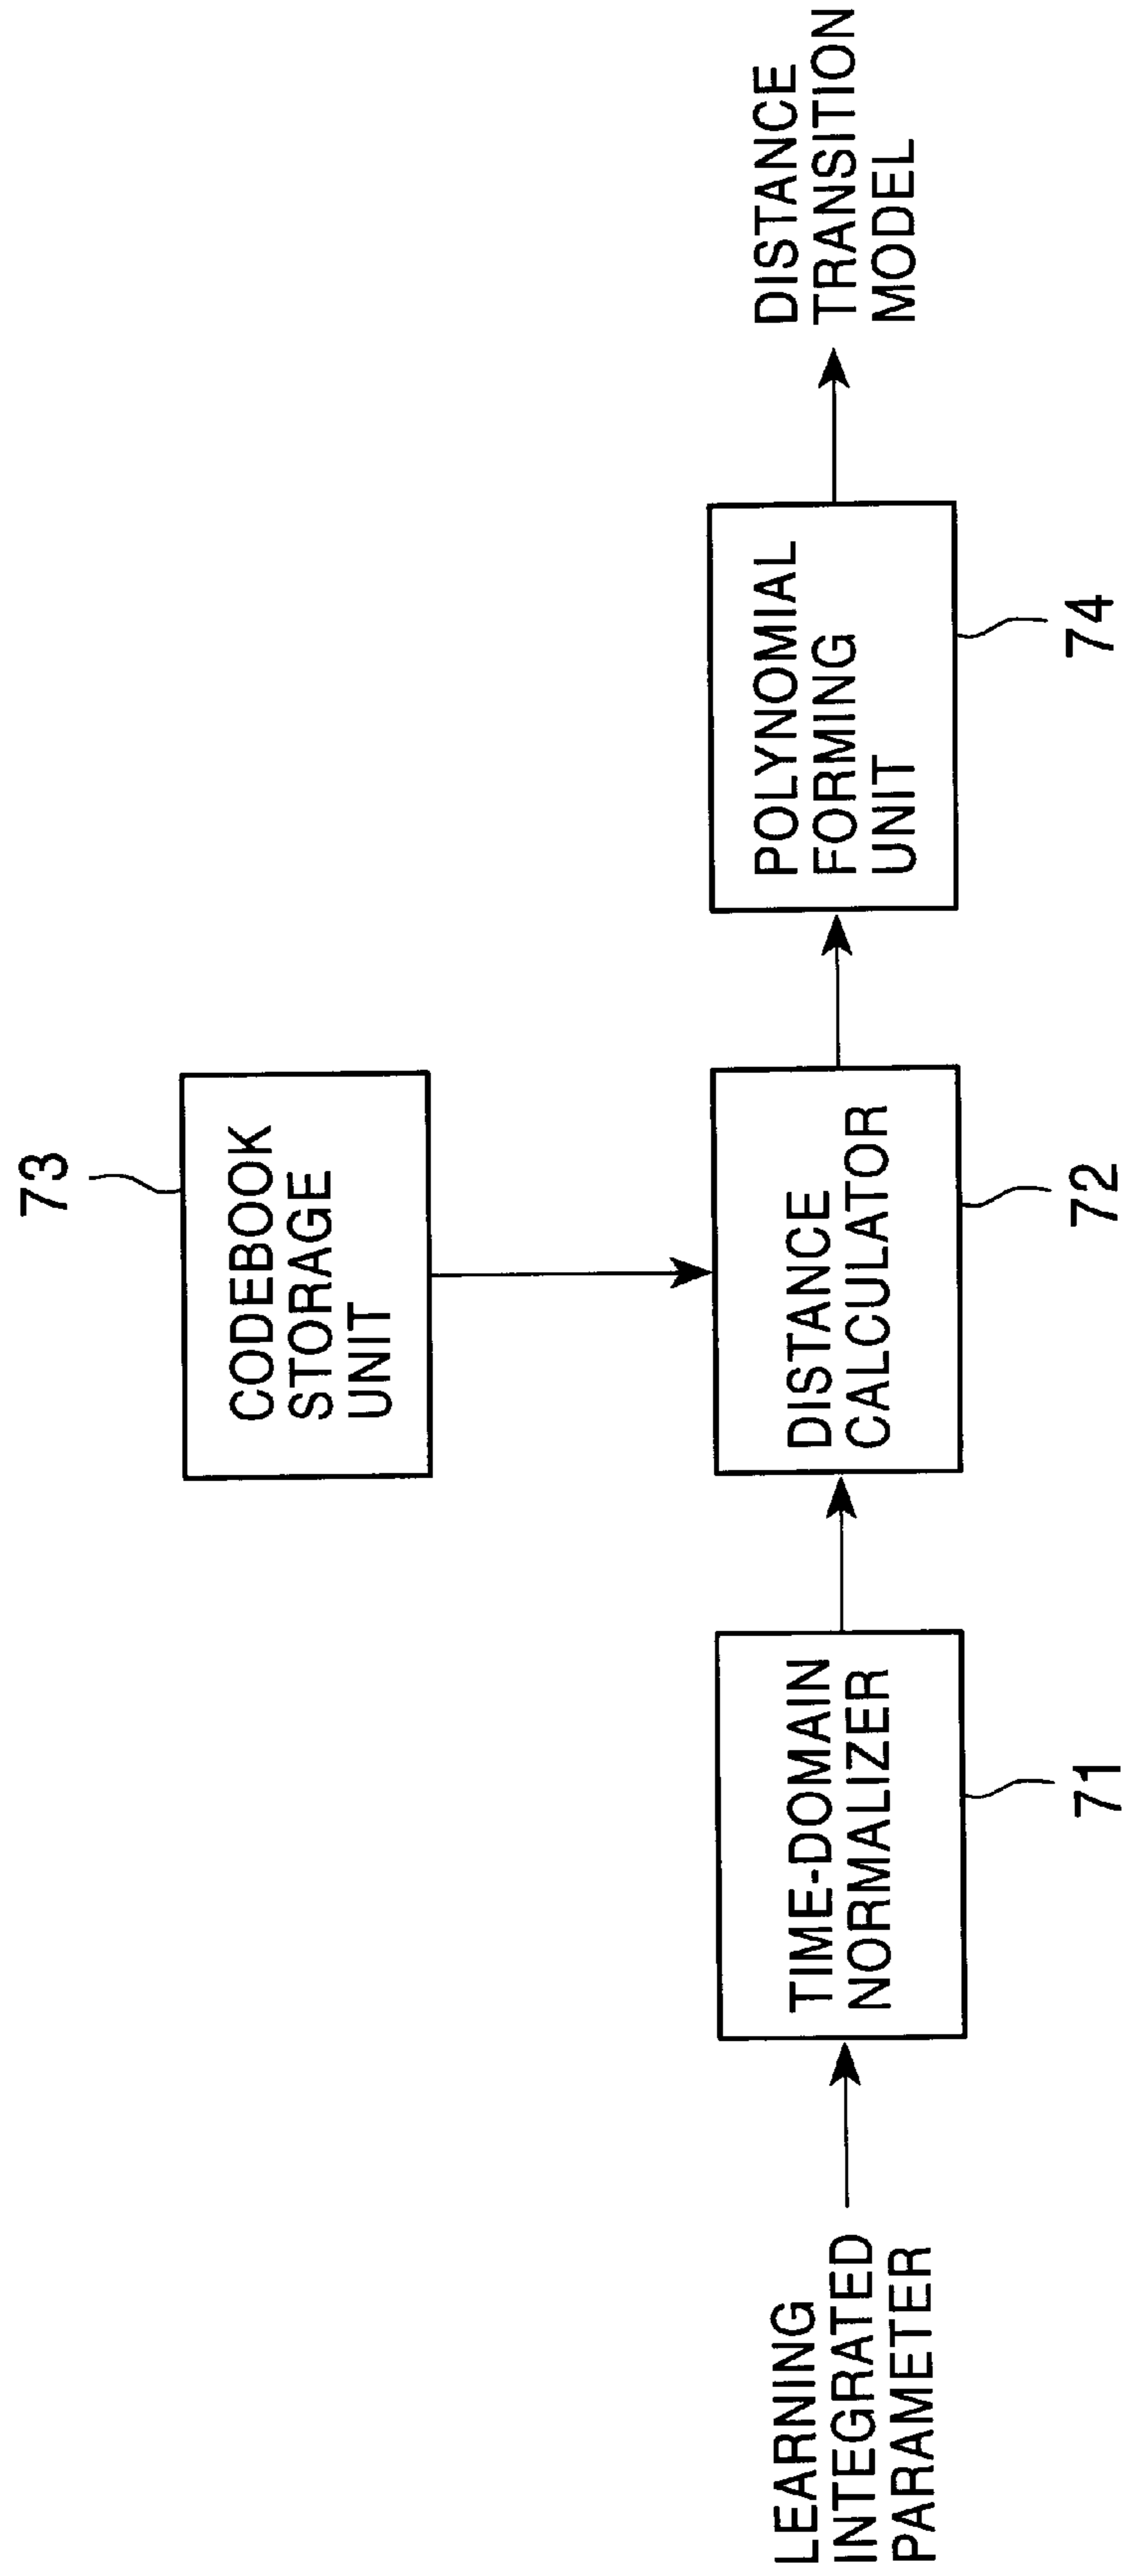 73
CODEBOOK
STORAGE
UNIT
LEARNING
INTEGRATED
PARAMETER
TIME-DOMAIN
NORMALIZER
71
DISTANCE
CALCULATOR
72
POLYNOMIAL
FORMING
UNIT
74
DISTANCE
TRANSITION
MODEL